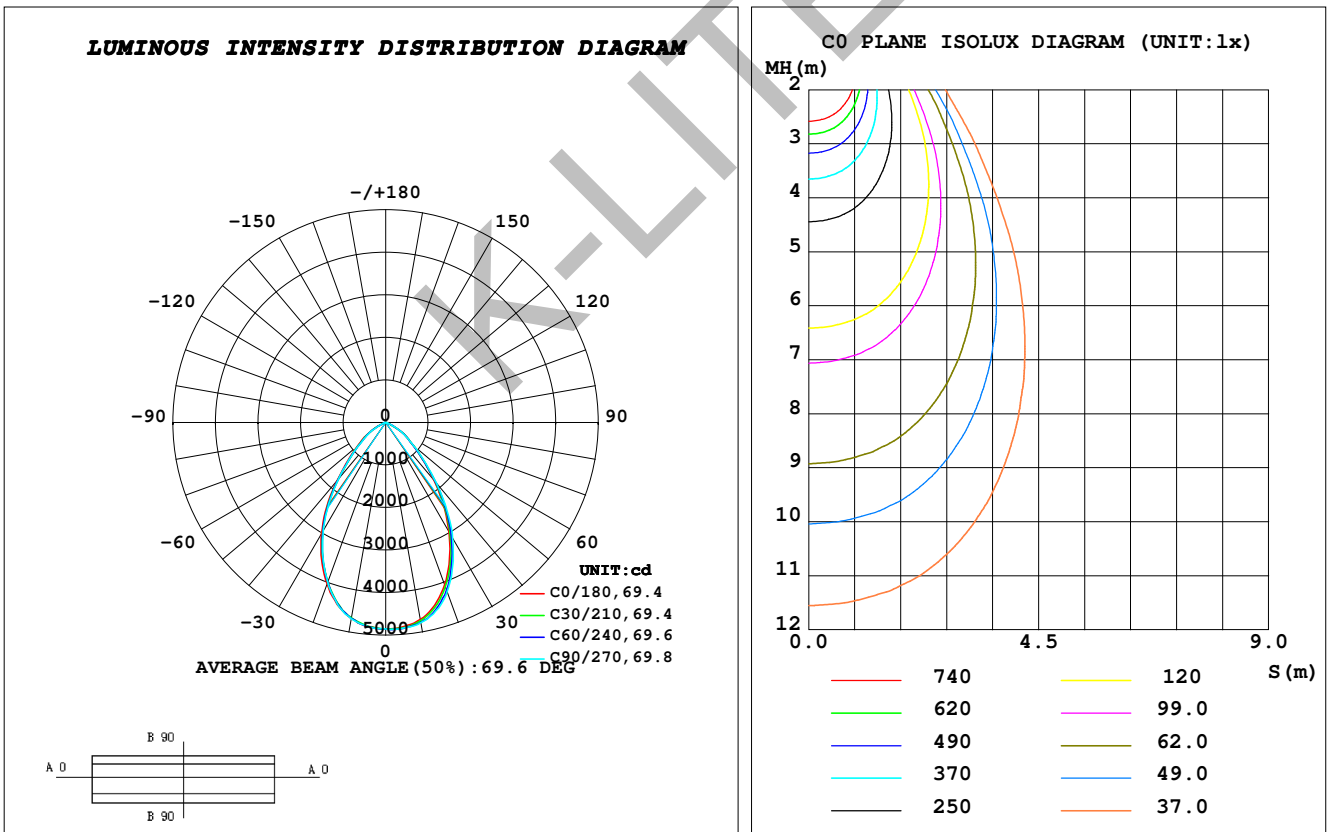 LUMINOUS INTENSITY DISTRIBUTION DIAGRAM
-/+180
-150 150
-120 120
-90 90
-60 60
-30 30
0
0
1000
2000
3000
4000
5000
UNIT:cd
C0/180,69.4
C30/210,69.4
C60/240,69.6
C90/270,69.8
AVERAGE BEAM ANGLE(50%):69.6 DEG
B 90
A 0 A 0
B 90
C0 PLANE ISOLUX DIAGRAM (UNIT:lx)
MH(m)
2
3
4
5
6
7
8
9
10
11
12
0.0 4.5 9.0
S(m)
740 120
620 99.0
490 62.0
370 49.0
250 37.0
K-LITE